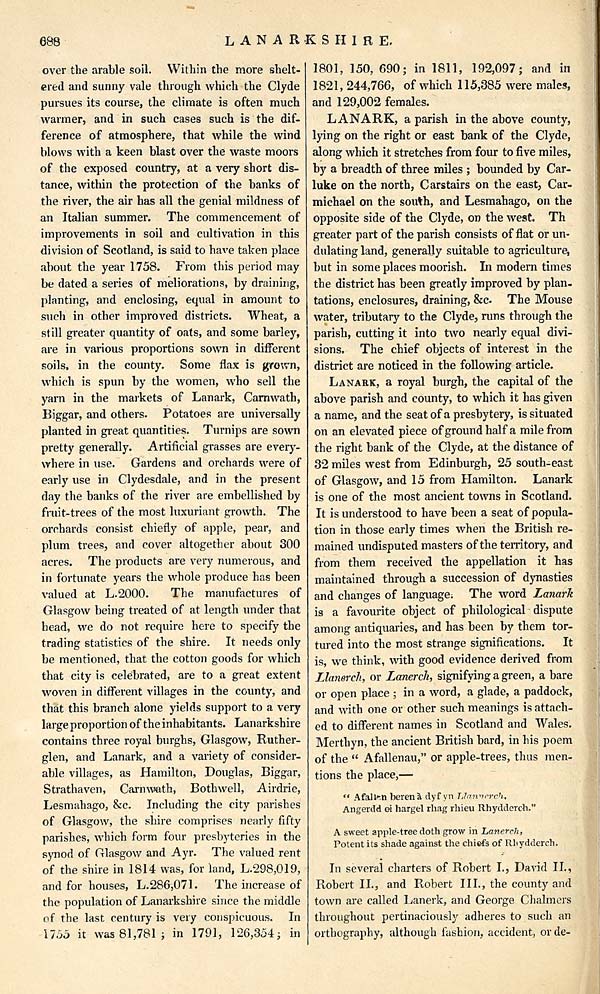 688
LANARKSHIRE.
over the arable soil. Within the more shelt-
ered and sunny vale through which the Clyde
pursues its course, the climate is often much
warmer, and in such cases such is the dif-
ference of atmosphere, that while the wind
blows with a keen blast over the waste moors
of the exposed country, at a very short dis-
tance, within the protection of the banks of
the river, the air has all the genial mildness of
an Italian summer. The commencement of
improvements in soil and cultivation in this
division of Scotland, is said to have taken place
about the year 1758. From this period may
be dated a series of meliorations, by draining,
planting, and enclosing, equal in amount to
such in other improved districts. Wheat, a
still greater quantity of oats, and some barley,
are in various proportions sown in different
soils, in the county. Some flax is grown,
which is spun by the women, who sell the
yarn in the markets of Lanark, Carnwath,
Biggar, and others. Potatoes are universally
planted in great quantities. Turnips are sown
pretty generally. Artificial grasses are every-
where in use. Gardens and orchards were of
early use in Clydesdale, and in the present
day the banks of the river are embellished by
fruit-trees of the most luxuriant growth. The
orchards consist chiefly of apple, pear, and
plum trees, and cover altogether about 300
acres. The products are very numerous, and
in fortunate years the whole produce has been
valued at L.2000. The manufactures of
Glasgow being treated of at length under that
head, we do not require here to specify the
trading statistics of the shire. It needs only
be mentioned, that the cotton goods for which
that city is celebrated, are to a great extent
woven in different villages in the county, and
that this branch alone yields support to a very
large proportion of the inhabitants. Lanarkshire
contains three royal burghs, Glasgow, Ruther-
glen, and Lanark, and a variety of consider-
able villages, as Hamilton, Douglas, Biggar,
Strathaven, Carnwath, Bothwell, Airdrie,
Lesmahago, &c. Including the city parishes
of Glasgow, the shire comprises nearly fifty
parishes, which form four presbyteries in the
synod of Glasgow and Ayr. The valued rent
of the shire in 1814 was, for land, L.298,019,
and for houses, L.286,071. The increase of
the population of Lanarkshire since the middle
of the last century is very conspicuous. In
1755 it was 81,781 ; in 1791, 126,354; in
1801, 150, 690; in 1811, 192,097; and in
1821, 244,766, of which 115,385 were males,
and 129,002 females.
LANARK, a parish in the above county,
lying on the right or east bank of the Clyde,
along which it stretches from four to five miles,
by a breadth of three miles ; bounded by Car-
luke on the north, Carstairs on the east, Car-
michael on the south, and Lesmahago, on the
opposite side of the Clyde, on the west. Th
greater part of the parish consists of flat or un-
dulating land, generally suitable to agriculture,
but in some places moorish. In modern times
the district has been greatly improved by plan-
tations, enclosures, draining, &c. The Mouse
water, tributary to the Clyde, runs through the
parish, cutting it into two nearly equal divi-
sions. The chief objects of interest in the
district are noticed in the following article.
LANARK, a royal burgh, the capital of the
above parish and county, to which it has given
a name, and the seat of a presbytery, is situated
on an elevated piece of ground half a mile from
the right bank of the Clyde, at the distance of
32 miles west from Edinburgh, 25 south-east
of Glasgow, and 15 from Hamilton. Lanark
is one of the most ancient towns in Scotland.
It is understood to have been a seat of popula-
tion in those early times when the British re-
mained undisputed masters of the territory, and
from them received the appellation it has
maintained through a succession of dynasties
and changes of language. The word Lanark
is a favourite object of philological dispute
among antiquaries, and has been by them tor-
tured into the most strange significations. It
is, we think, with good evidence derived from
Llanerch, or Lanerch, signifying a green, a bare
or open place ; in a word, a glade, a paddock,
and with one or other such meanings is attach-
ed to different names in Scotland and Wales.
Merthyn, the ancient British bard, in his poem
of the “ Afallenau,” or apple-trees, thus men-
tions the place,—
“ Afallen beren à dyf yn Llannerch,
Angerdd ei hargel rhag rhieu Rhydderch.”
A sweet apple-tree doth grow in Lanerch,
Potent its shade against the chiefs of Rhydderch.
In several charters of Robert I., David II.,
Robert II., and Robert III., the county and
town are called Lanerk, and George Chalmers
throughout pertinaciously adheres to such an
orthography, although fashion, accident, or de-